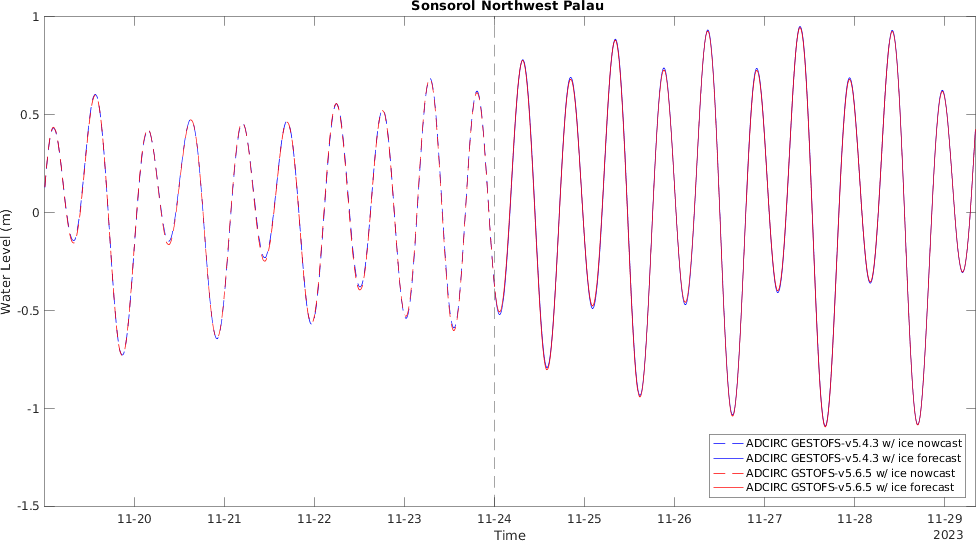 Sonsorol Northwest Palau
Water Level (m)
1
0.5
0
-0.5
-1
-1.5
11-20
11-21
11-22
11-23
11-24
11-25
11-26
11-27
11-28
11-29
2023
Time
ADCIRC GESTOFS-v5.4.3 w/ ice nowcast
ADCIRC GESTOFS-v5.4.3 w/ ice forecast
ADCIRC GSTOFS-v5.6.5 w/ ice nowcast
ADCIRC GSTOFS-v5.6.5 w/ ice forecast